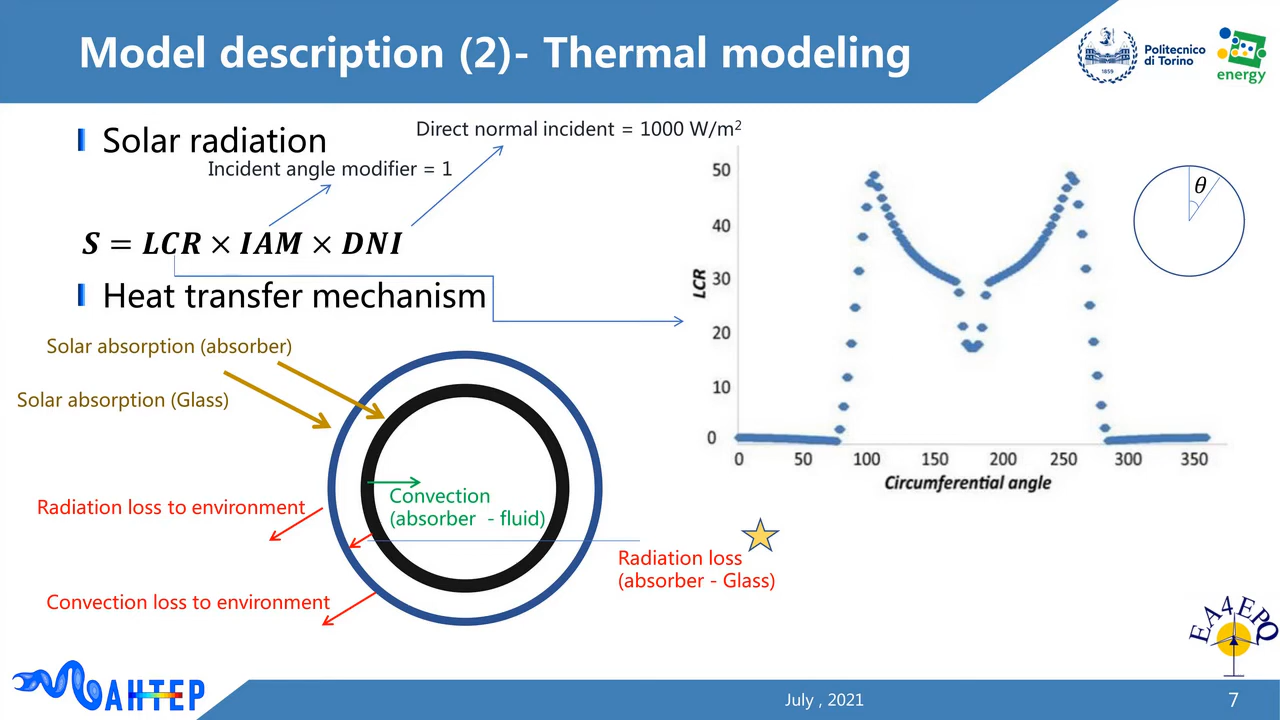 Model description (2)- Thermal modeling
Politecnico
di Torino
1859
energy
Solar radiation
Direct normal incident = 1000 W/m²
Incident angle modifier = 1
S = LCR × IAM × DNI
Heat transfer mechanism
Solar absorption (absorber)
Solar absorption (Glass)
Radiation loss to environment
Convection
(absorber - fluid)
Convection loss to environment
Radiation loss
(absorber - Glass)
50
40
30
20
10
0
LCR
0 50 100 150 200 250 300 350
Circumferential angle
θ
EA4EPQ
MAHTEP
July , 2021
7